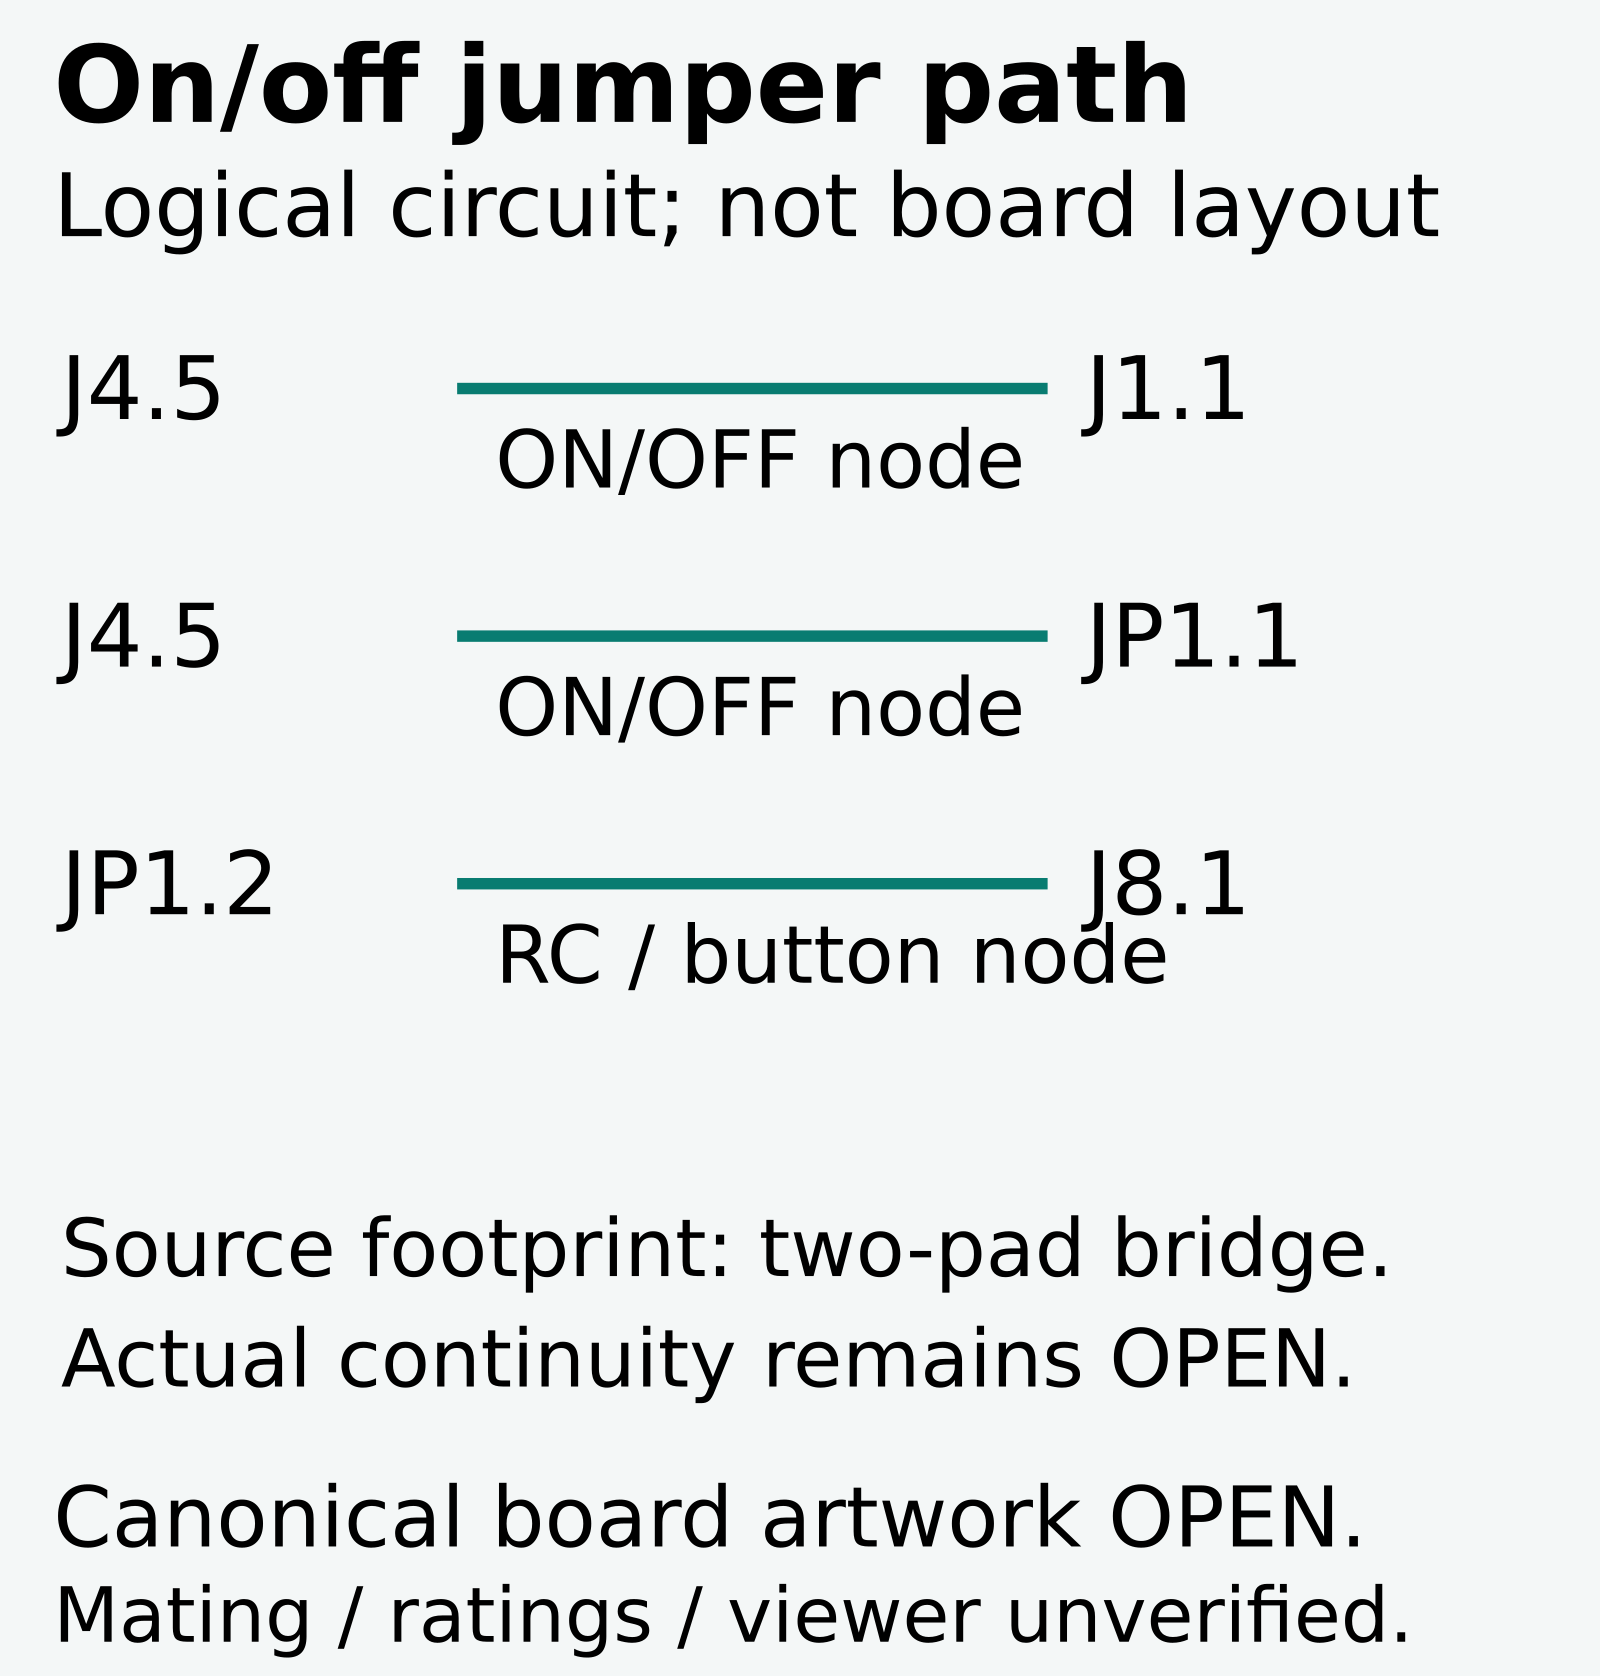 On/off jumper path
Logical circuit; not board layout
J4.5 J1.1
ON/OFF node
J4.5 JP1.1
ON/OFF node
JP1.2 J8.1
RC / button node
Source footprint: two-pad bridge.
Actual continuity remains OPEN.
Canonical board artwork OPEN.
Mating / ratings / viewer unverified.